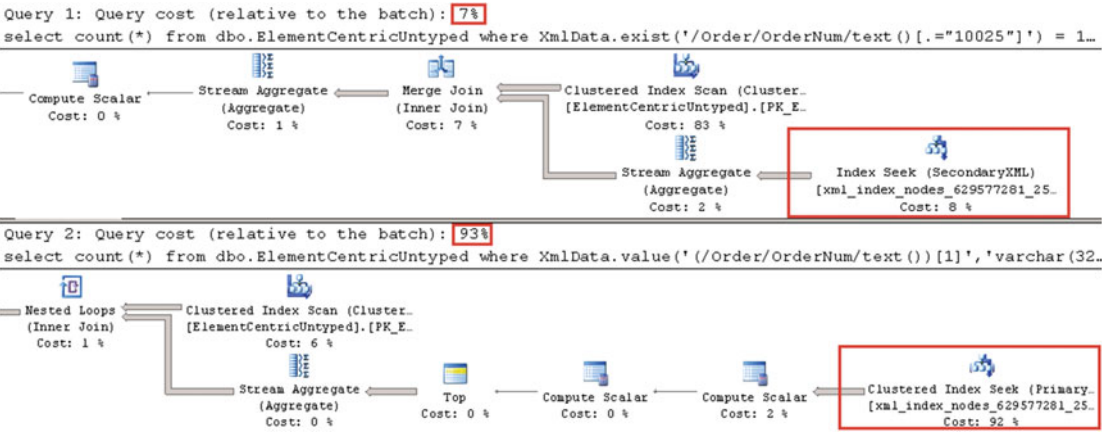 Query 1: Query cost (relative to the batch): 7%
select count(*) from dbo.ElementCentricUntyped where XmlData.exist('/Order/OrderNum/text()[.="10025"]') = 1…
Compute Scalar
Cost: 0 %
Stream Aggregate
(Aggregate)
Cost: 1 %
Merge Join
(Inner Join)
Cost: 7 %
Clustered Index Scan (Cluster…
[ElementCentricUntyped].[PK_E…
Cost: 83 %
Stream Aggregate
(Aggregate)
Cost: 2 %
Index Seek (SecondaryXML)
[xml_index_nodes_629577281_25…
Cost: 8 %
Query 2: Query cost (relative to the batch): 93%
select count(*) from dbo.ElementCentricUntyped where XmlData.value('(/Order/OrderNum/text())[1]','varchar(32…
Nested Loops
(Inner Join)
Cost: 1 %
Clustered Index Scan (Cluster…
[ElementCentricUntyped].[PK_E…
Cost: 6 %
Stream Aggregate
(Aggregate)
Cost: 0 %
Top
Cost: 0 %
Compute Scalar
Cost: 0 %
Compute Scalar
Cost: 2 %
Clustered Index Seek (Primary…
[xml_index_nodes_629577281_25…
Cost: 92 %